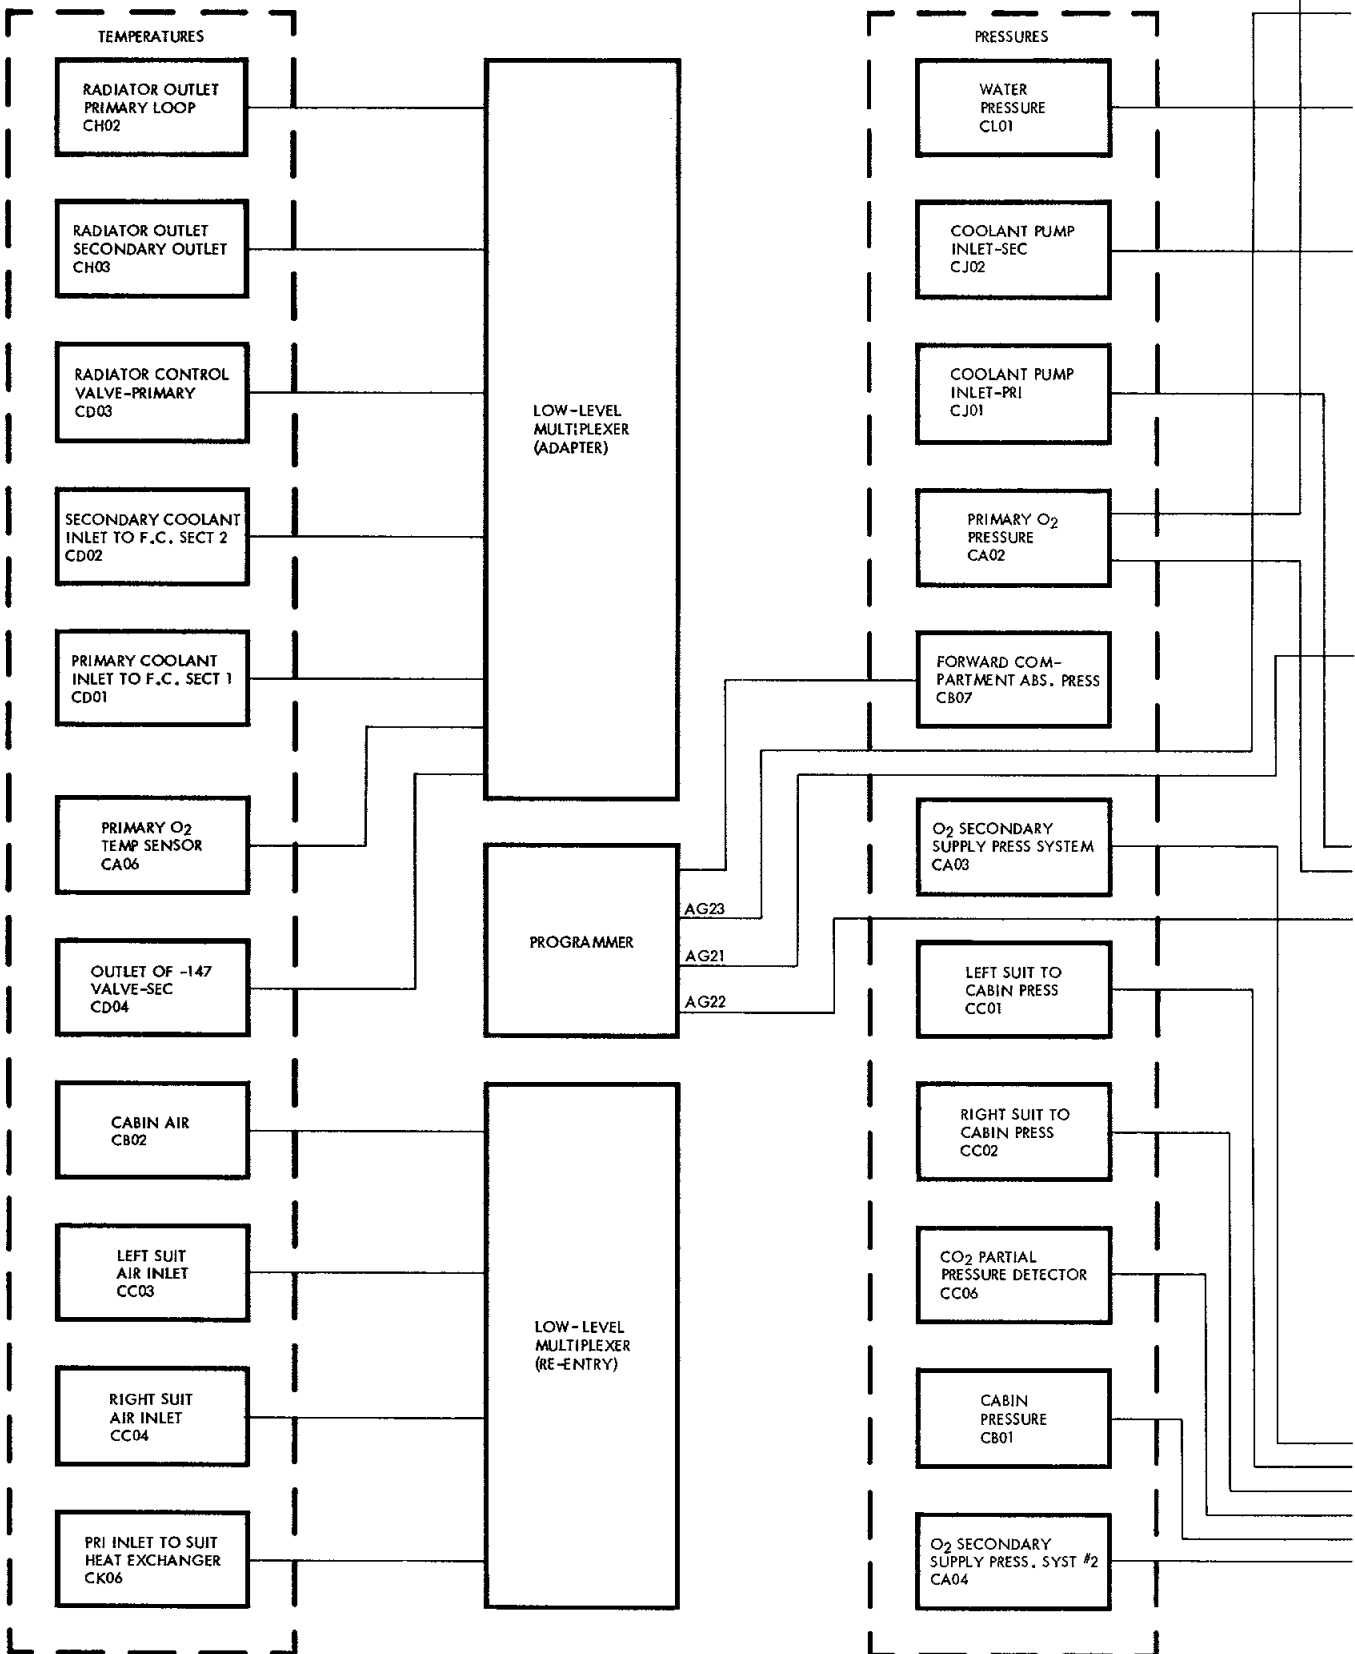 TEMPERATURES
RADIATOR OUTLET
PRIMARY LOOP
CH02
RADIATOR OUTLET
SECONDARY OUTLET
CH03
RADIATOR CONTROL
VALVE-PRIMARY
CD03
SECONDARY COOLANT
INLET TO F.C. SECT 2
CD02
PRIMARY COOLANT
INLET TO F.C. SECT 1
CD01
PRIMARY O2
TEMP SENSOR
CA06
OUTLET OF -147
VALVE-SEC
CD04
CABIN AIR
CB02
LEFT SUIT
AIR INLET
CC03
RIGHT SUIT
AIR INLET
CC04
PRI INLET TO SUIT
HEAT EXCHANGER
CK06
LOW-LEVEL
MULTIPLEXER
(ADAPTER)
PROGRAMMER
AG23
AG21
AG22
LOW-LEVEL
MULTIPLEXER
(RE-ENTRY)
PRESSURES
WATER
PRESSURE
CL01
COOLANT PUMP
INLET-SEC
CJ02
COOLANT PUMP
INLET-PRI
CJ01
PRIMARY O2
PRESSURE
CA02
FORWARD COM-
PARTMENT ABS. PRESS
CB07
O2 SECONDARY
SUPPLY PRESS SYSTEM
CA03
LEFT SUIT TO
CABIN PRESS
CC01
RIGHT SUIT TO
CABIN PRESS
CC02
CO2 PARTIAL
PRESSURE DETECTOR
CC06
CABIN
PRESSURE
CB01
O2 SECONDARY
SUPPLY PRESS. SYST #2
CA04